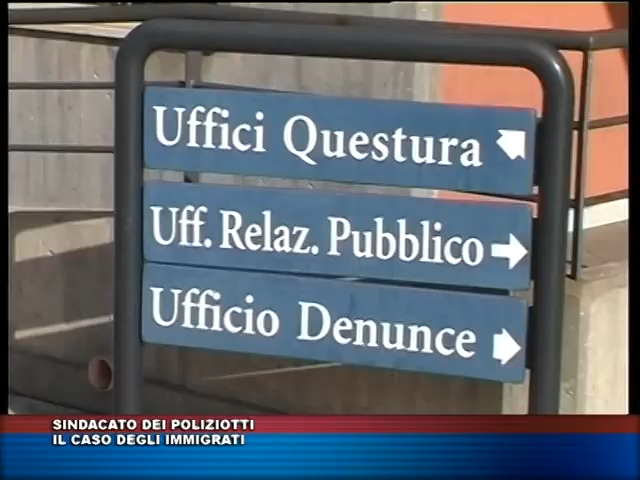 Uffici Questura
Uff. Relaz. Pubblico
Ufficio Denunce
SINDACATO DEI POLIZIOTTI
IL CASO DEGLI IMMIGRATI